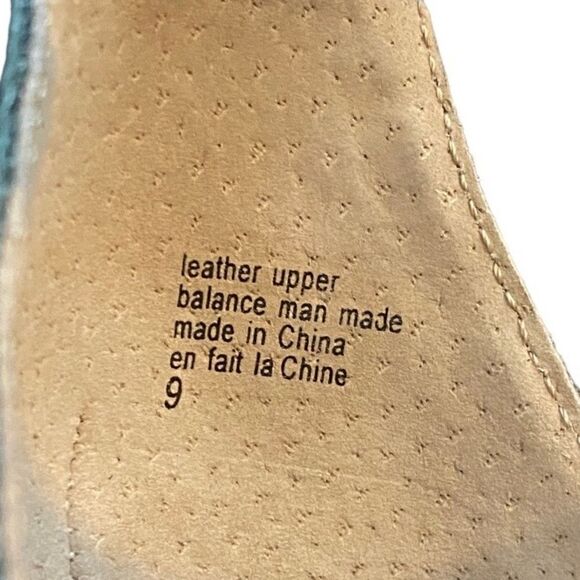 leather upper
balance man made
made in China
en fait la Chine
9